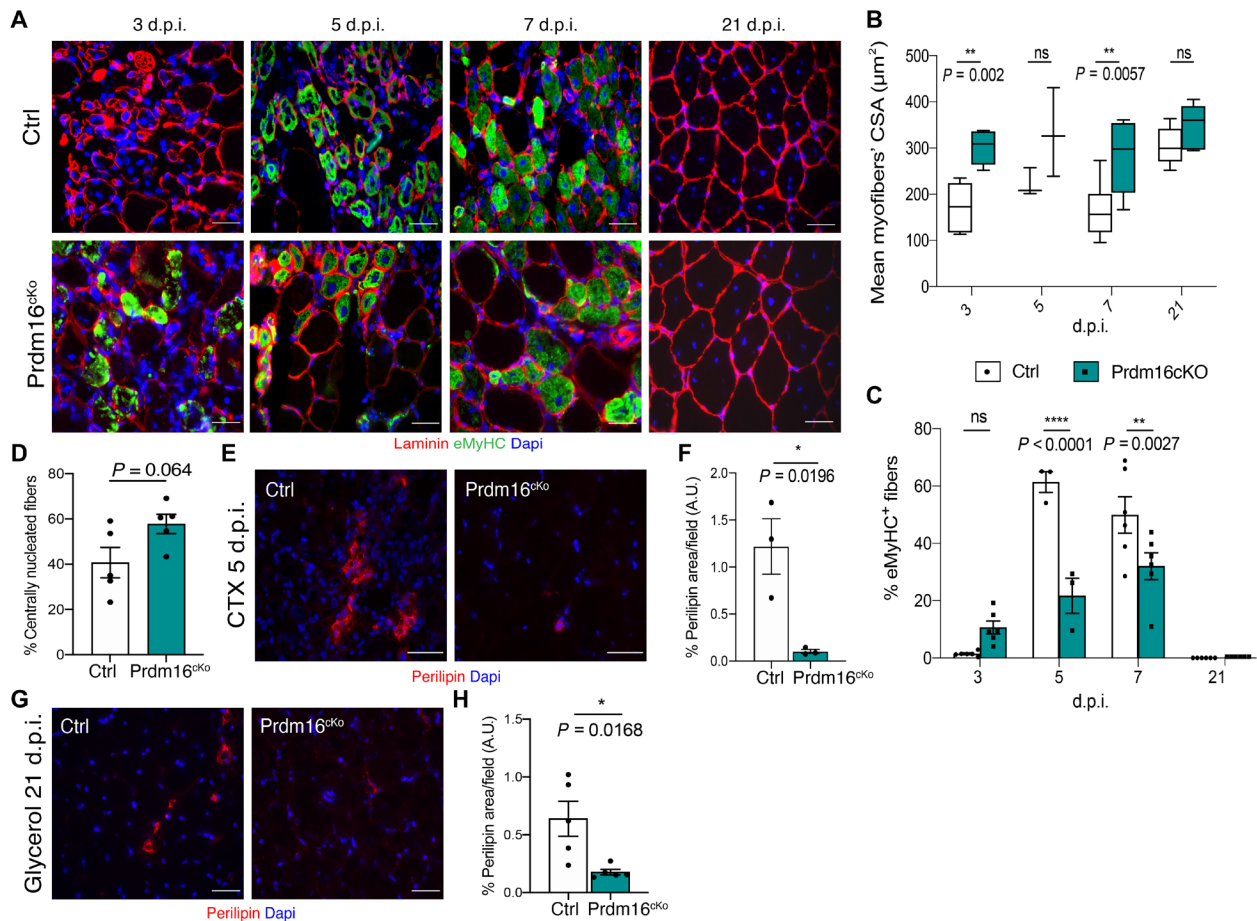 A
3 d.p.i.
5 d.p.i.
7 d.p.i.
21 d.p.i.
Ctrl
Prdm16cKo
Laminin eMyHC Dapi
B
Mean myofibers' CSA (μm²)
500
400
300
200
100
0
**
P = 0.002
ns
**
P = 0.0057
ns
3
5
7
21
d.p.i.
Ctrl
Prdm16cKO
C
% eMyHC+ fibers
80
60
40
20
0
ns
****
P < 0.0001
**
P = 0.0027
3
5
7
21
d.p.i.
D
% Centrally nucleated fibers
80
60
40
20
0
P = 0.064
Ctrl
Prdm16cKo
E
CTX 5 d.p.i.
Ctrl
Prdm16cKo
Perilipin Dapi
F
% Perilipin area/field (A.U.)
2.0
1.5
1.0
0.5
0.0
*
P = 0.0196
Ctrl
Prdm16cKo
G
Glycerol 21 d.p.i.
Ctrl
Prdm16cKo
Perilipin Dapi
H
% Perilipin area/field (A.U.)
1.5
1.0
0.5
0.0
*
P = 0.0168
Ctrl
Prdm16cKo